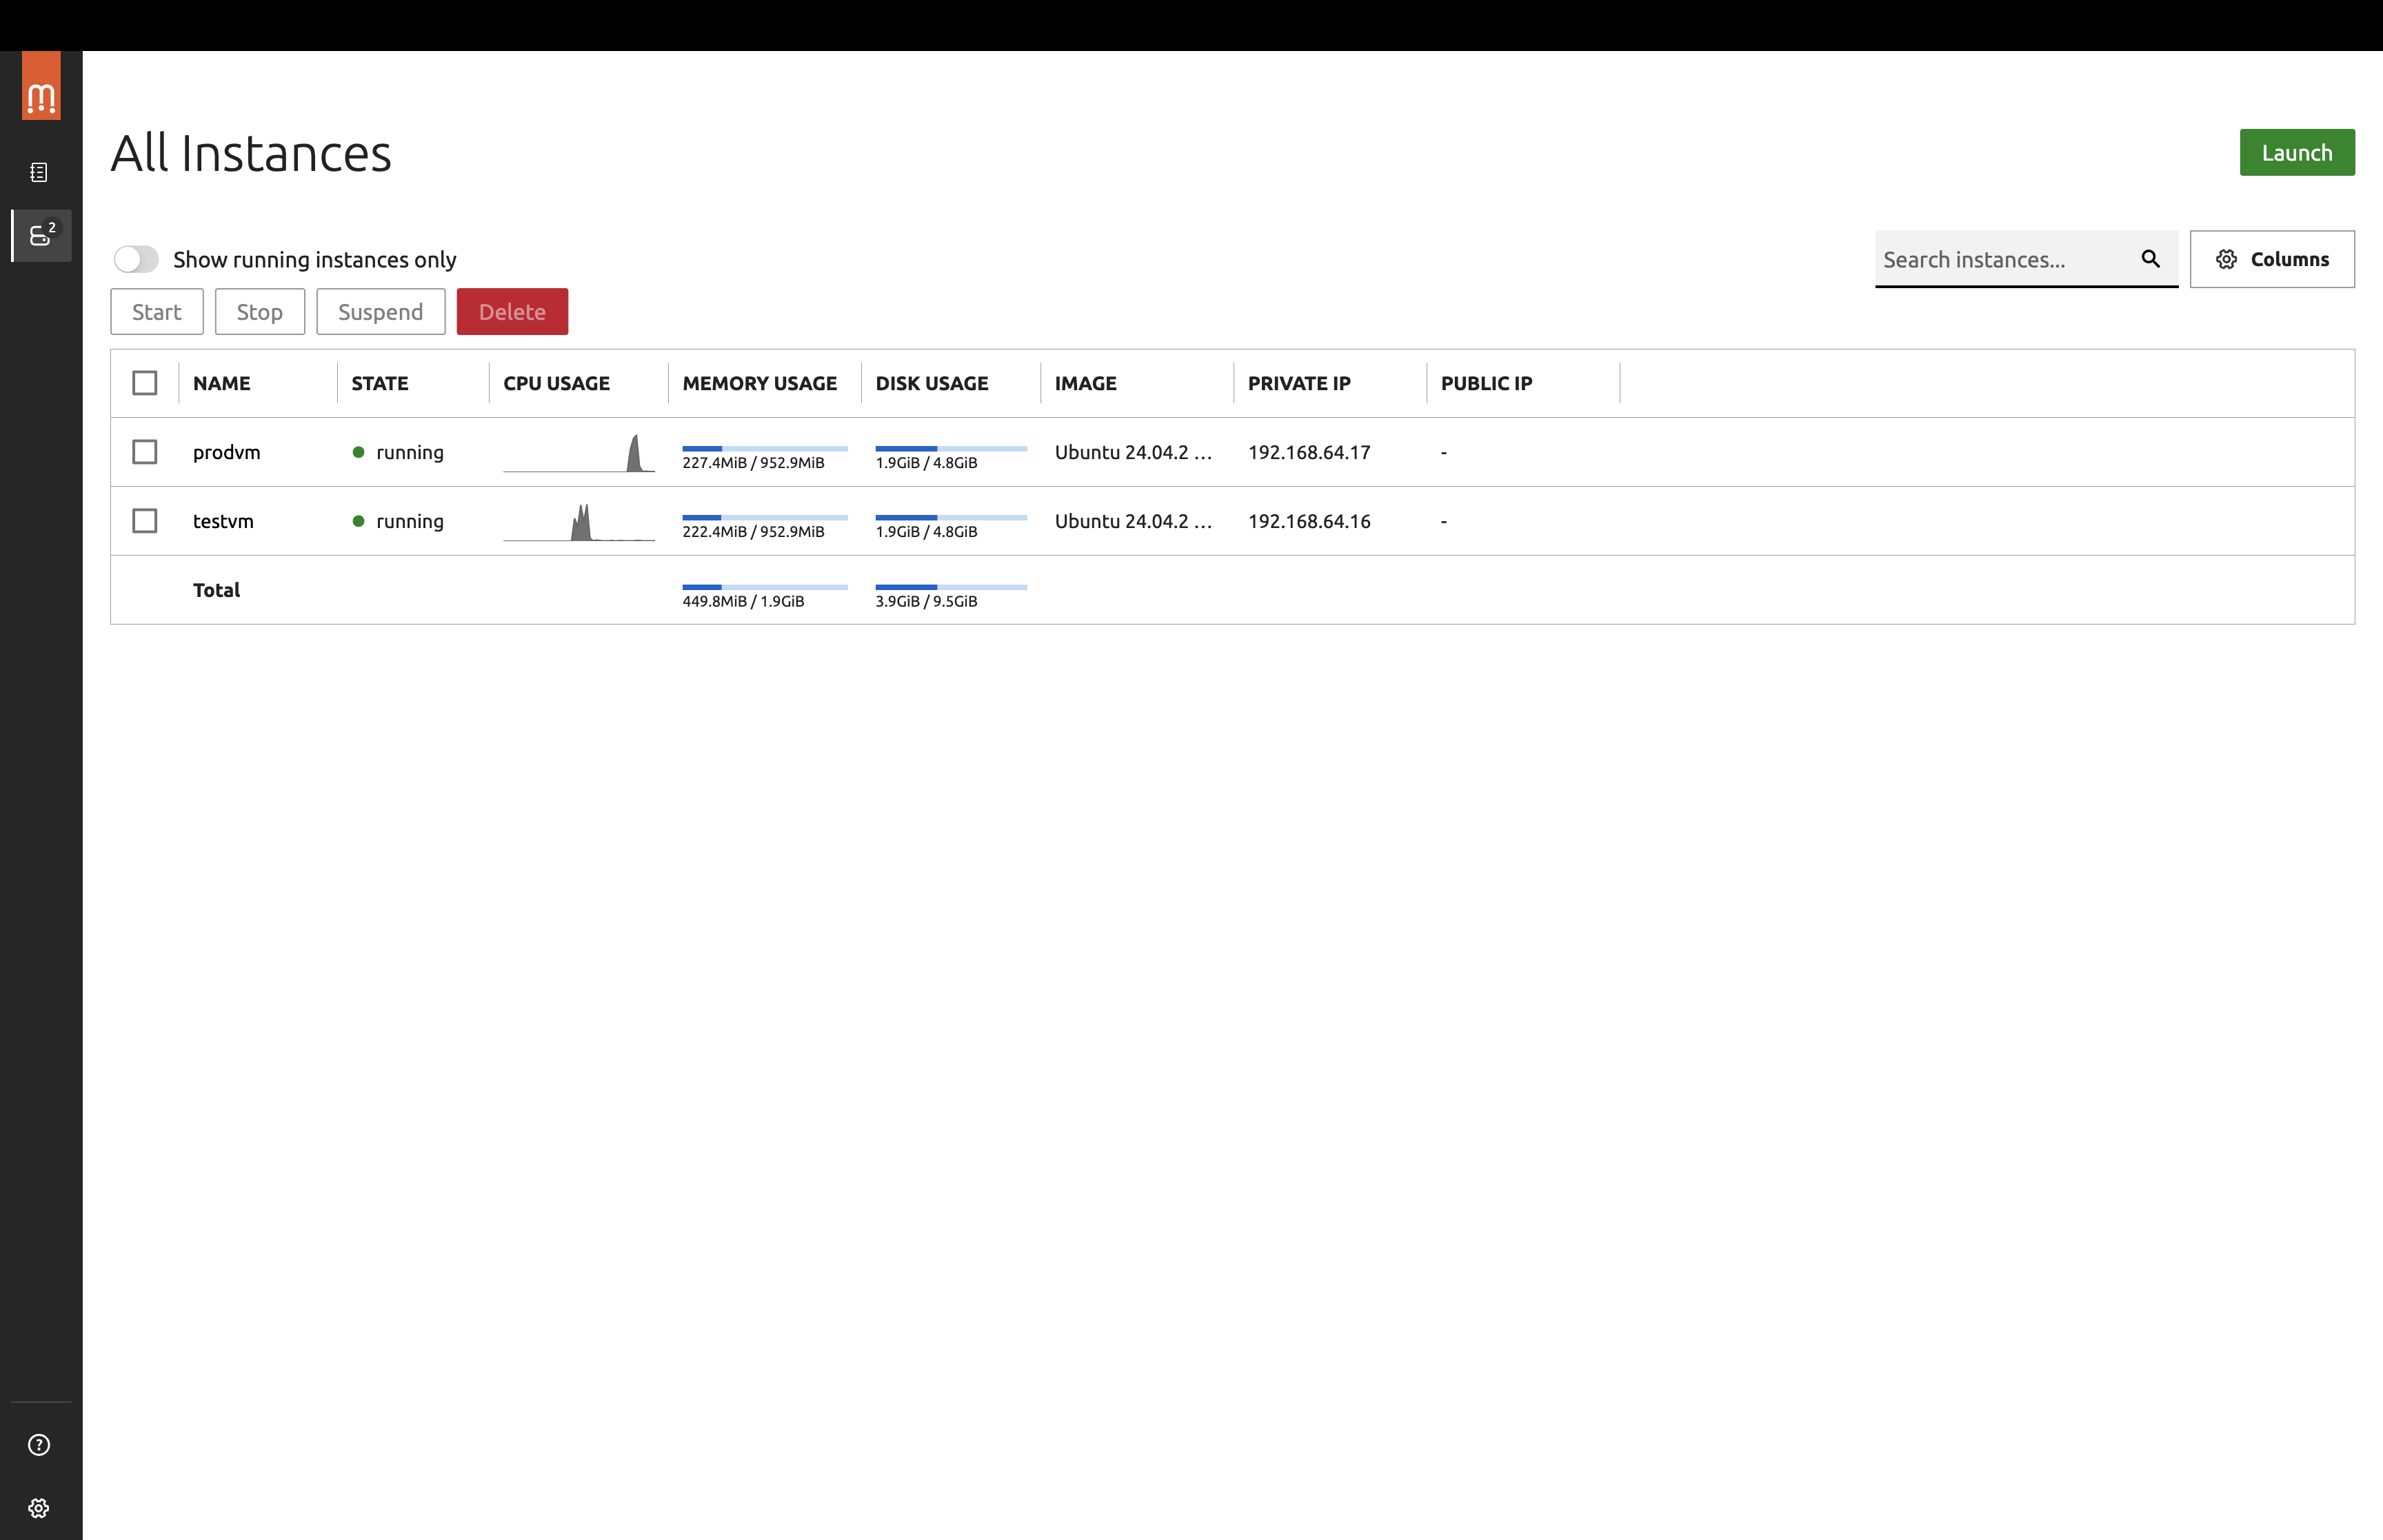 All Instances
Launch
2
Show running instances only
Search instances...
Columns
Start Stop Suspend Delete
NAME STATE CPU USAGE MEMORY USAGE DISK USAGE IMAGE PRIVATE IP PUBLIC IP
prodvm running 227.4MiB / 952.9MiB 1.9GiB / 4.8GiB Ubuntu 24.04.2 ... 192.168.64.17 -
testvm running 222.4MiB / 952.9MiB 1.9GiB / 4.8GiB Ubuntu 24.04.2 ... 192.168.64.16 -
Total 449.8MiB / 1.9GiB 3.9GiB / 9.5GiB